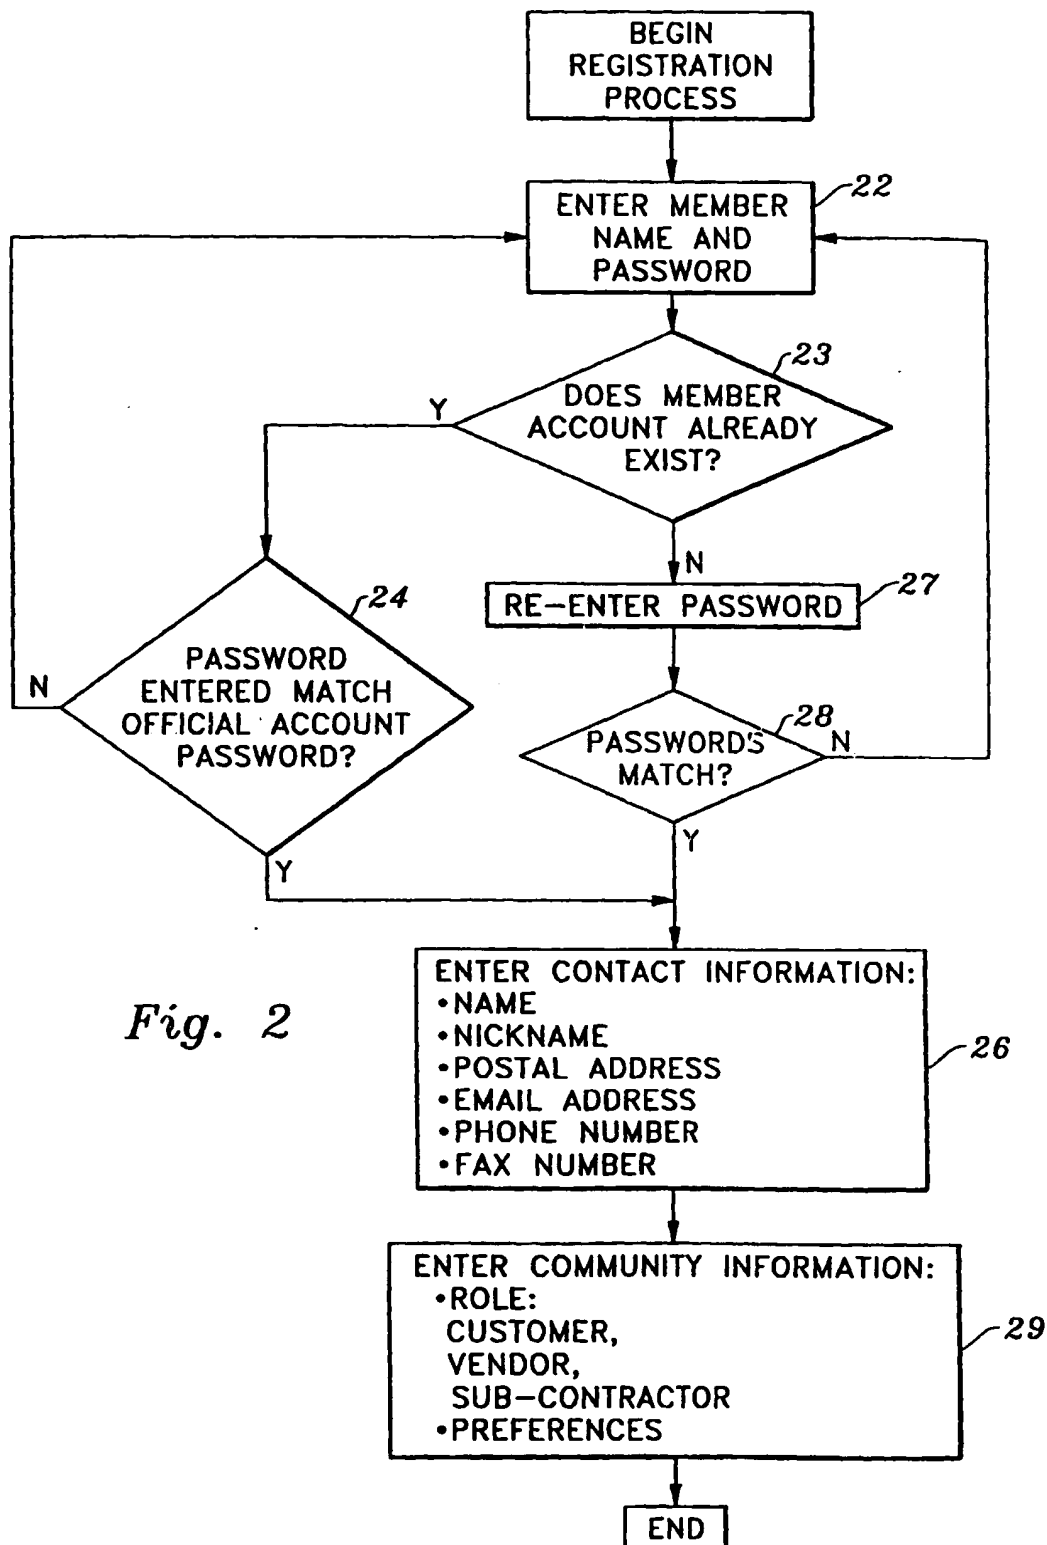 BEGIN
REGISTRATION
PROCESS
22
ENTER MEMBER
NAME AND
PASSWORD
23
DOES MEMBER
ACCOUNT ALREADY
EXIST?
Y
N
RE-ENTER PASSWORD
27
24
PASSWORD
ENTERED MATCH
OFFICIAL ACCOUNT
PASSWORD?
N
Y
28
PASSWORD'S
MATCH?
N
Y
ENTER CONTACT INFORMATION:
•NAME
•NICKNAME
•POSTAL ADDRESS
•EMAIL ADDRESS
•PHONE NUMBER
•FAX NUMBER
26
Fig. 2
ENTER COMMUNITY INFORMATION:
•ROLE:
CUSTOMER,
VENDOR,
SUB-CONTRACTOR
•PREFERENCES
29
END